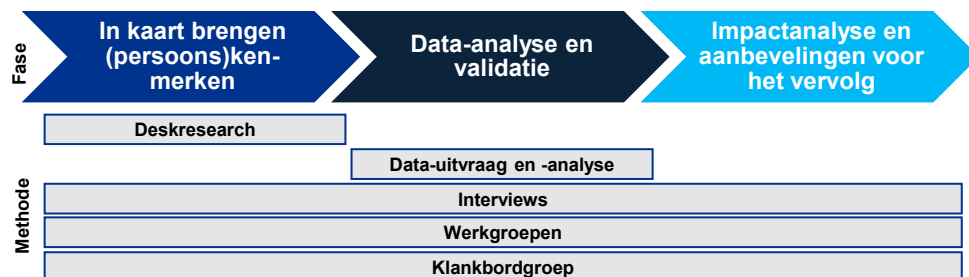 Fase
In kaart brengen
(persoons)ken-
merken
Data-analyse en
validatie
Impactanalyse en
aanbevelingen voor
het vervolg
Methode
Deskresearch
Data-uitvraag en -analyse
Interviews
Werkgroepen
Klankbordgroep